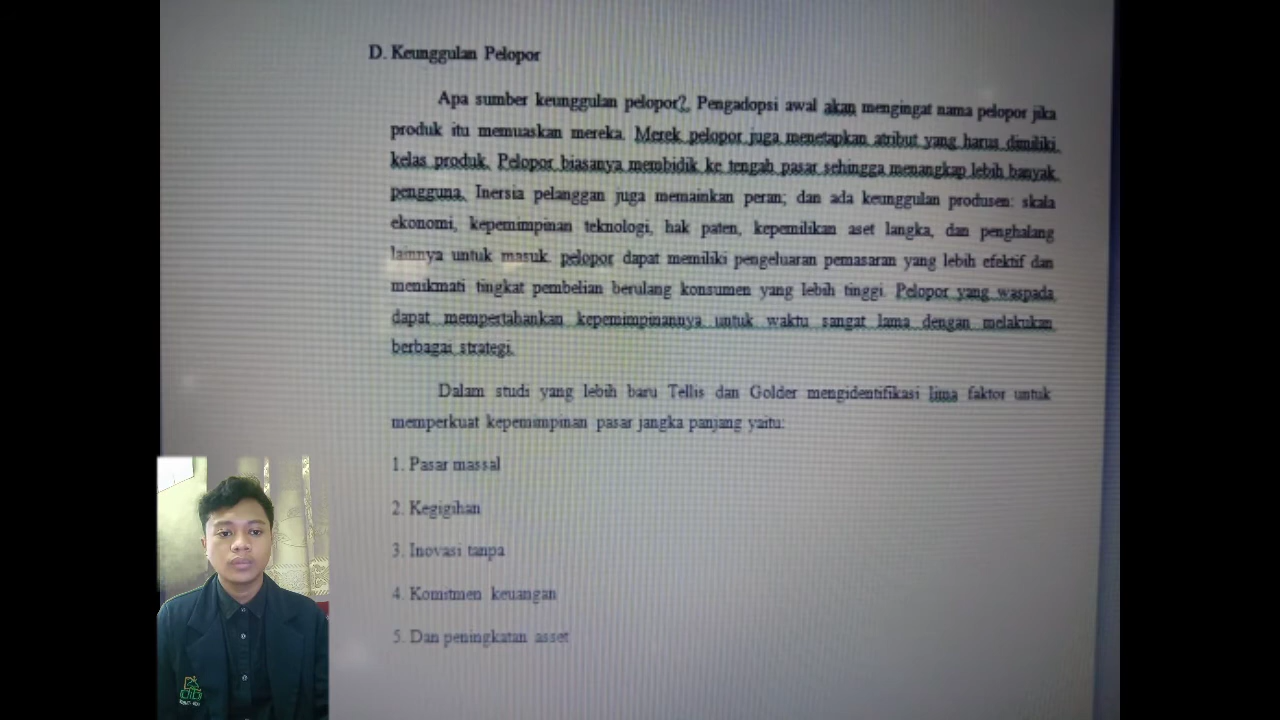 D. Keunggulan Pelopor
Apa sumber keunggulan pelopor?. Pengadopsi awal akan mengingat nama pelopor jika
produk itu memuaskan mereka. Merek pelopor juga menetapkan atribut yang harus dimiliki
kelas produk. Pelopor biasanya membidik ke tengah pasar sehingga menangkap lebih banyak
pengguna. Inersia pelanggan juga memainkan peran; dan ada keunggulan produsen: skala
ekonomi, kepemimpinan teknologi, hak paten, kepemilikan aset langka, dan penghalang
lainnya untuk masuk. pelopor dapat memiliki pengeluaran pemasaran yang lebih efektif dan
menikmati tingkat pembelian berulang konsumen yang lebih tinggi. Pelopor yang waspada
dapat mempertahankan kepemimpinannya untuk waktu sangat lama dengan melakukan
berbagai strategi.
Dalam studi yang lebih baru Tellis dan Golder mengidentifikasi lima faktor untuk
memperkuat kepemimpinan pasar jangka panjang yaitu:
1. Pasar massal
2. Kegigihan
3. Inovasi tanpa
4. Komitmen keuangan
5. Dan peningkatan asset